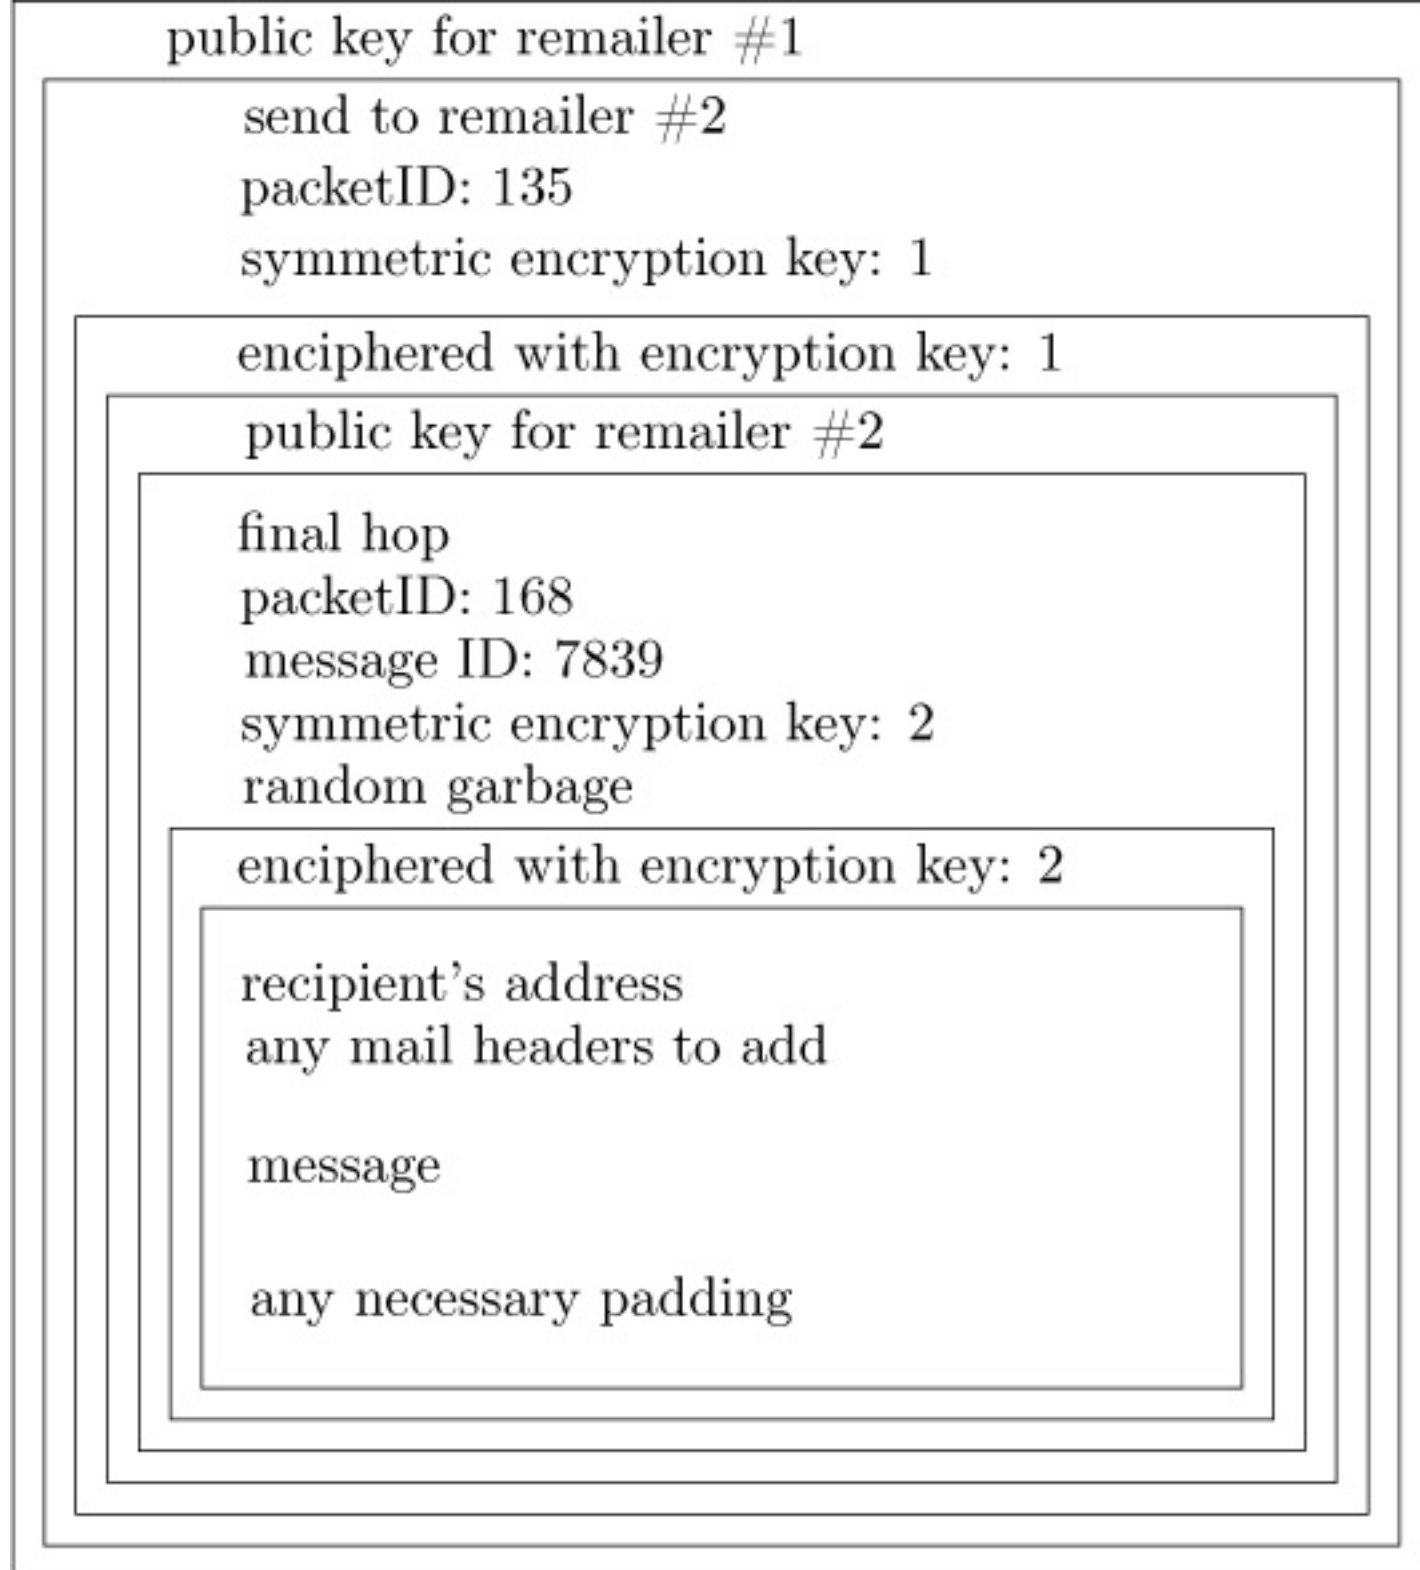 public key for remailer #1
send to remailer #2
packetID: 135
symmetric encryption key: 1
enciphered with encryption key: 1
public key for remailer #2
final hop
packetID: 168
message ID: 7839
symmetric encryption key: 2
random garbage
enciphered with encryption key: 2
recipient's address
any mail headers to add
message
any necessary padding